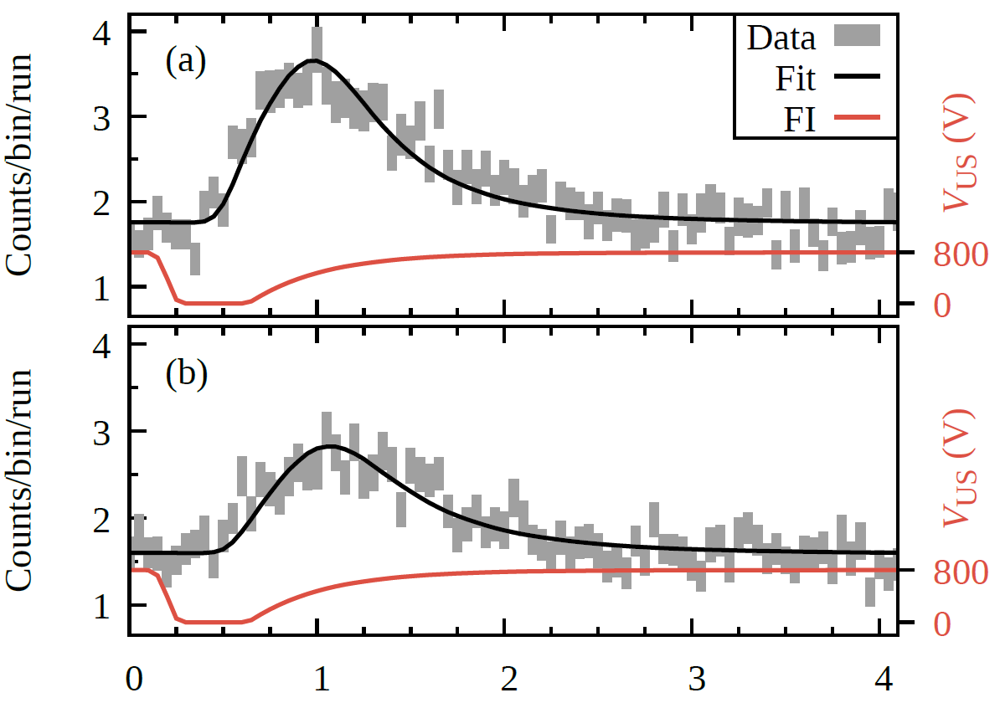 4
3
2
1
Counts/bin/run
(a)
Data
Fit
FI
V_US (V)
800
0
4
3
2
1
Counts/bin/run
(b)
V_US (V)
800
0
0 1 2 3 4